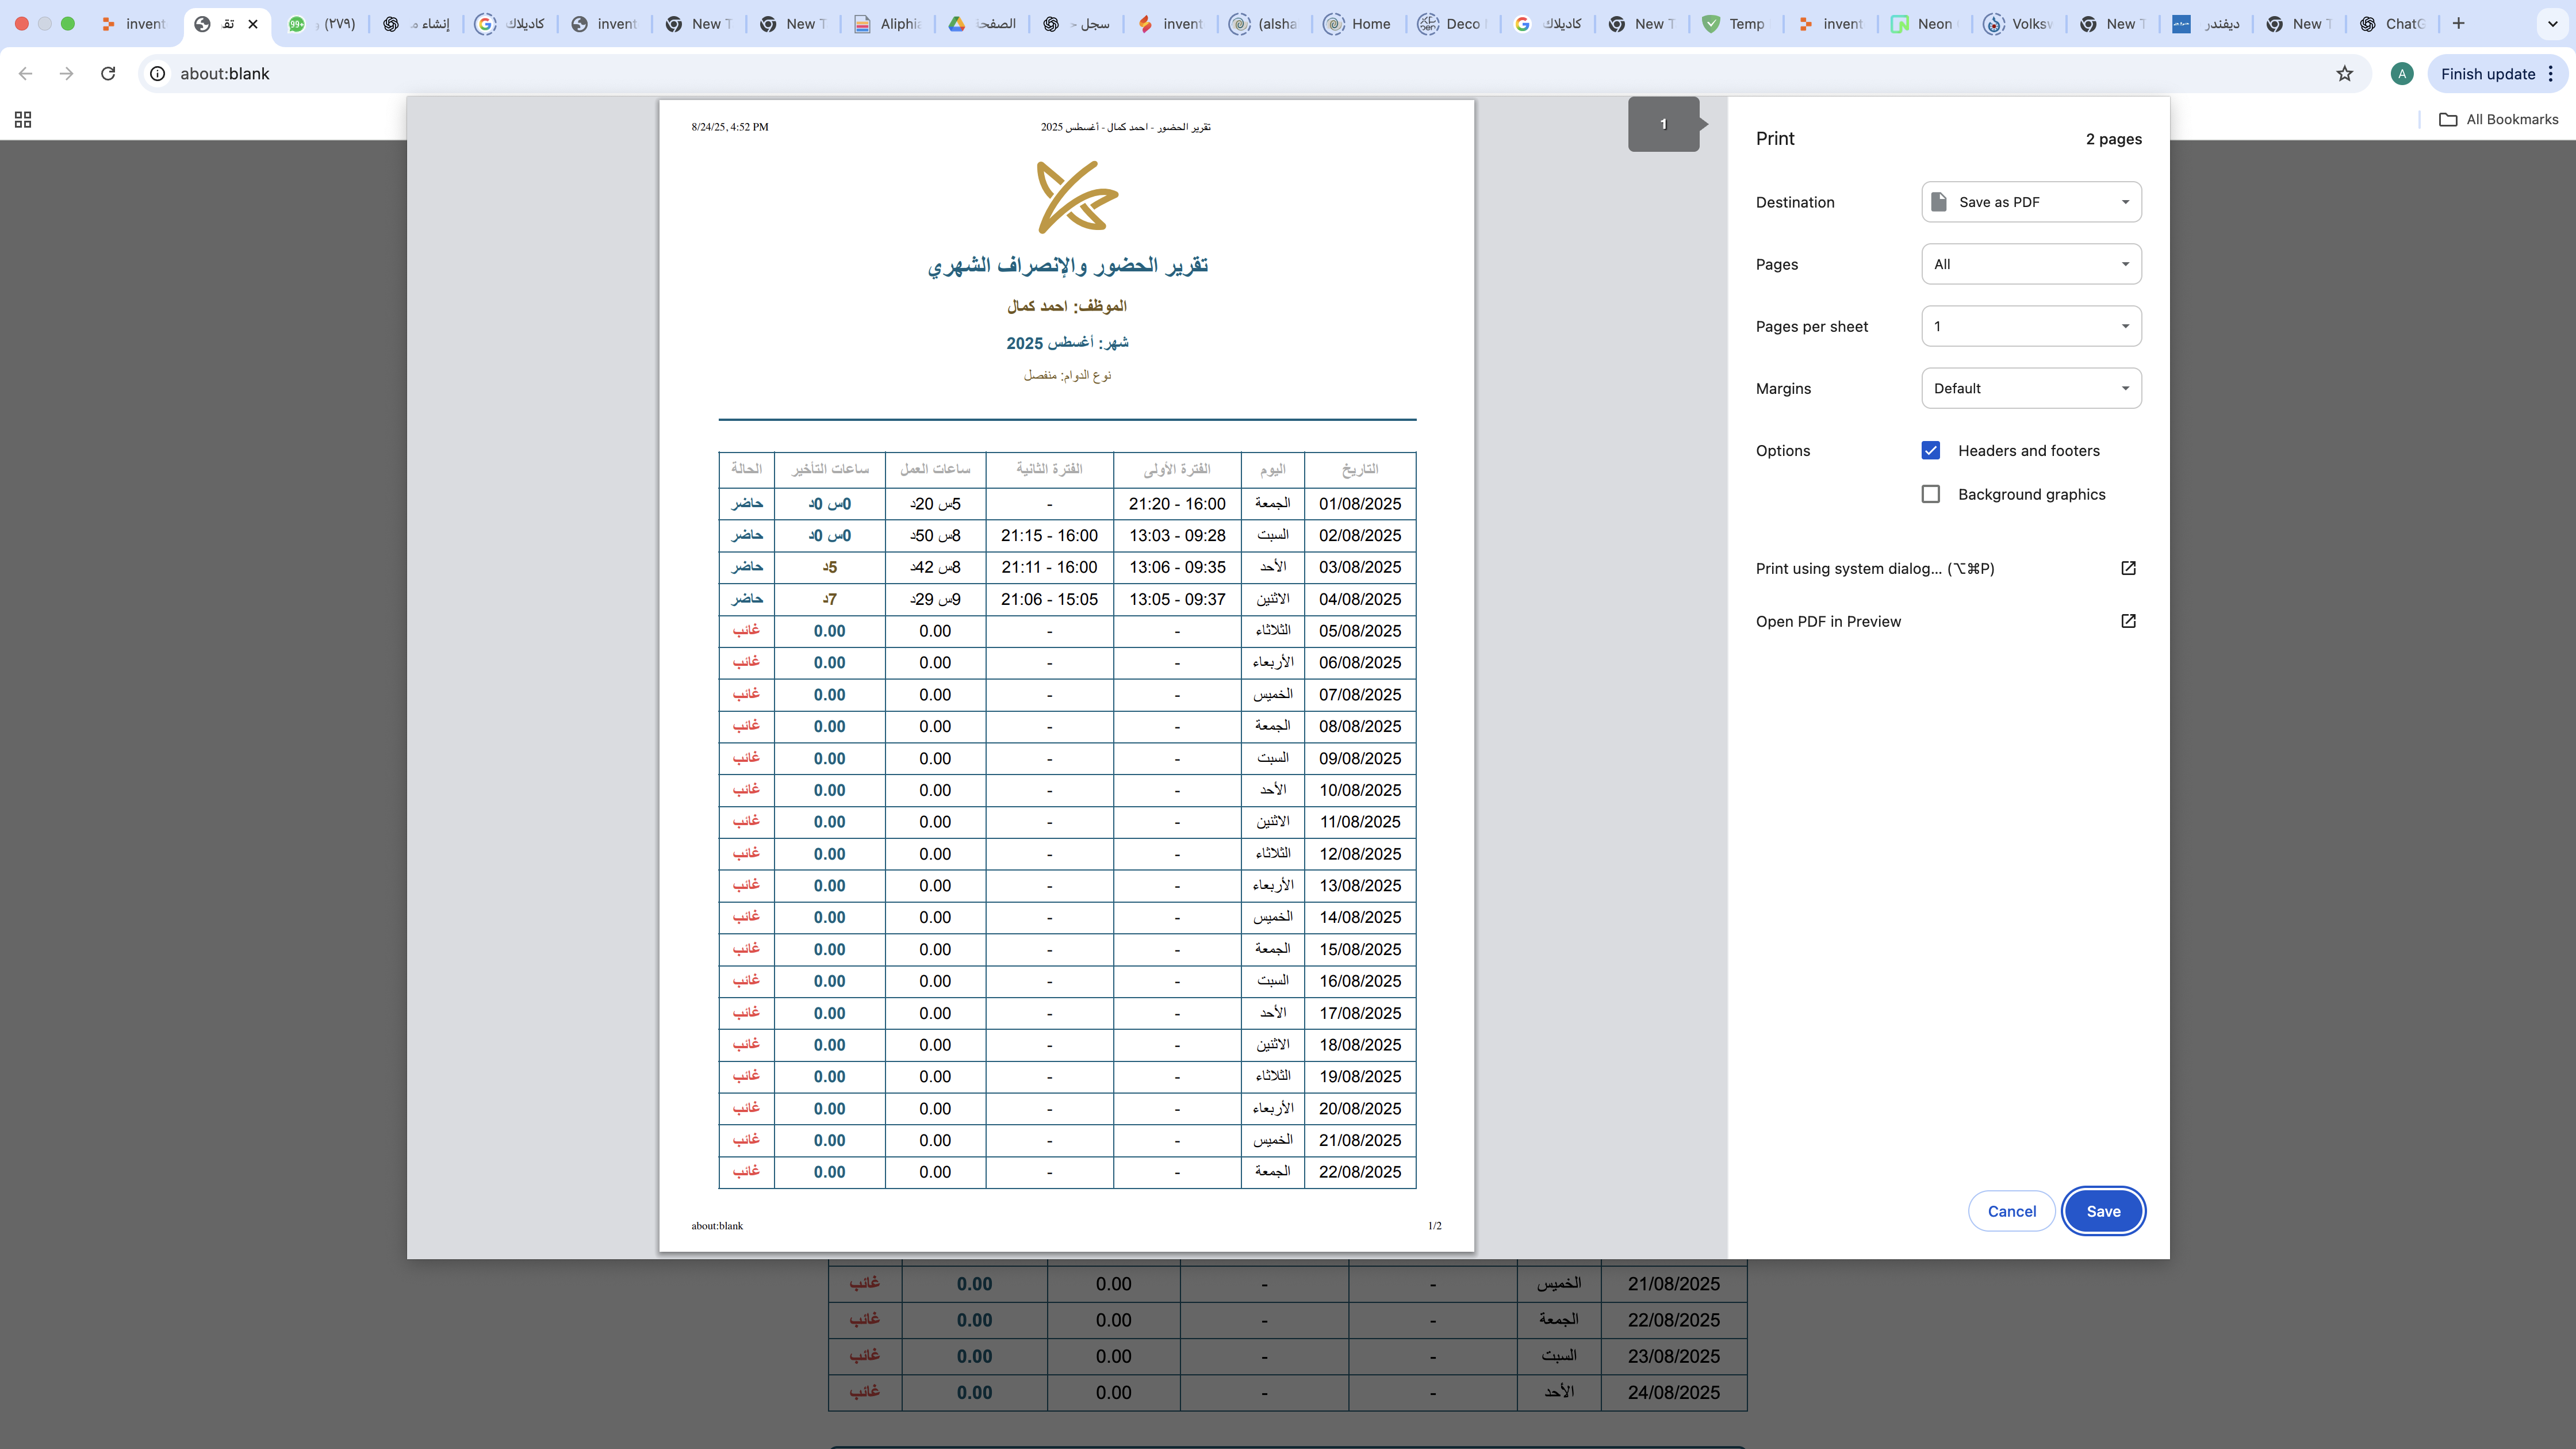 invent
تقـ
(٢٧٩)
إنشاء مـ
كاديلاك
invent
New T
New T
Aliphia
الصفحة
سجل حـ
invent
(alsha
Home
Deco
كاديلاك
New T
Temp
invent
Neon
Volksw
New T
ديفندر
New T
ChatG
about:blank
Finish update
All Bookmarks
8/24/25, 4:52 PM
تقرير الحضور - احمد كمال - أغسطس 2025
تقرير الحضور والإنصراف الشهري
الموظف: احمد كمال
شهر: أغسطس 2025
نوع الدوام: منفصل
التاريخ اليوم الفترة الأولى الفترة الثانية ساعات العمل ساعات التأخير الحالة
01/08/2025 الجمعة 21:20 - 16:00 - 5س 20د 0س 0د حاضر
02/08/2025 السبت 13:03 - 09:28 21:15 - 16:00 8س 50د 0س 0د حاضر
03/08/2025 الأحد 13:06 - 09:35 21:11 - 16:00 8س 42د 5د حاضر
04/08/2025 الاثنين 13:05 - 09:37 21:06 - 15:05 9س 29د 7د حاضر
05/08/2025 الثلاثاء - - 0.00 0.00 غائب
06/08/2025 الأربعاء - - 0.00 0.00 غائب
07/08/2025 الخميس - - 0.00 0.00 غائب
08/08/2025 الجمعة - - 0.00 0.00 غائب
09/08/2025 السبت - - 0.00 0.00 غائب
10/08/2025 الأحد - - 0.00 0.00 غائب
11/08/2025 الاثنين - - 0.00 0.00 غائب
12/08/2025 الثلاثاء - - 0.00 0.00 غائب
13/08/2025 الأربعاء - - 0.00 0.00 غائب
14/08/2025 الخميس - - 0.00 0.00 غائب
15/08/2025 الجمعة - - 0.00 0.00 غائب
16/08/2025 السبت - - 0.00 0.00 غائب
17/08/2025 الأحد - - 0.00 0.00 غائب
18/08/2025 الاثنين - - 0.00 0.00 غائب
19/08/2025 الثلاثاء - - 0.00 0.00 غائب
20/08/2025 الأربعاء - - 0.00 0.00 غائب
21/08/2025 الخميس - - 0.00 0.00 غائب
22/08/2025 الجمعة - - 0.00 0.00 غائب
about:blank
1/2
1
Print
2 pages
Destination Save as PDF
Pages All
Pages per sheet 1
Margins Default
Options Headers and footers
Background graphics
Print using system dialog... (⌥⌘P)
Open PDF in Preview
Cancel
Save
21/08/2025 الخميس - - 0.00 0.00 غائب
22/08/2025 الجمعة - - 0.00 0.00 غائب
23/08/2025 السبت - - 0.00 0.00 غائب
24/08/2025 الأحد - - 0.00 0.00 غائب